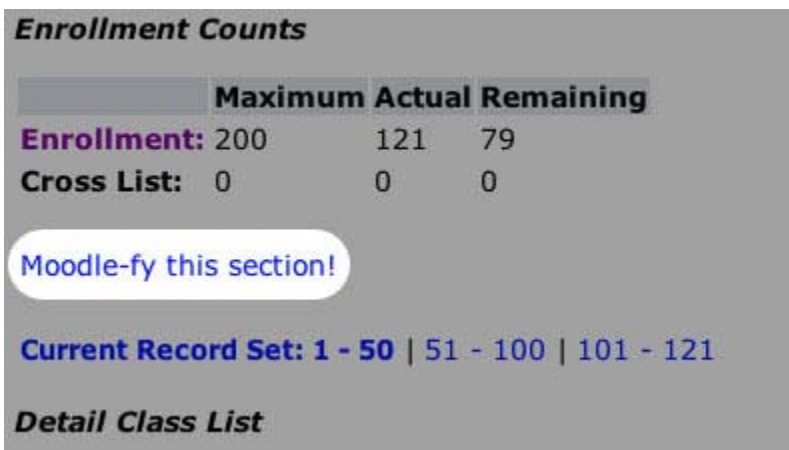 Enrollment Counts
Maximum Actual Remaining
Enrollment: 200 121 79
Cross List: 0 0 0
Moodle-fy this section!
Current Record Set: 1 - 50 | 51 - 100 | 101 - 121
Detail Class List